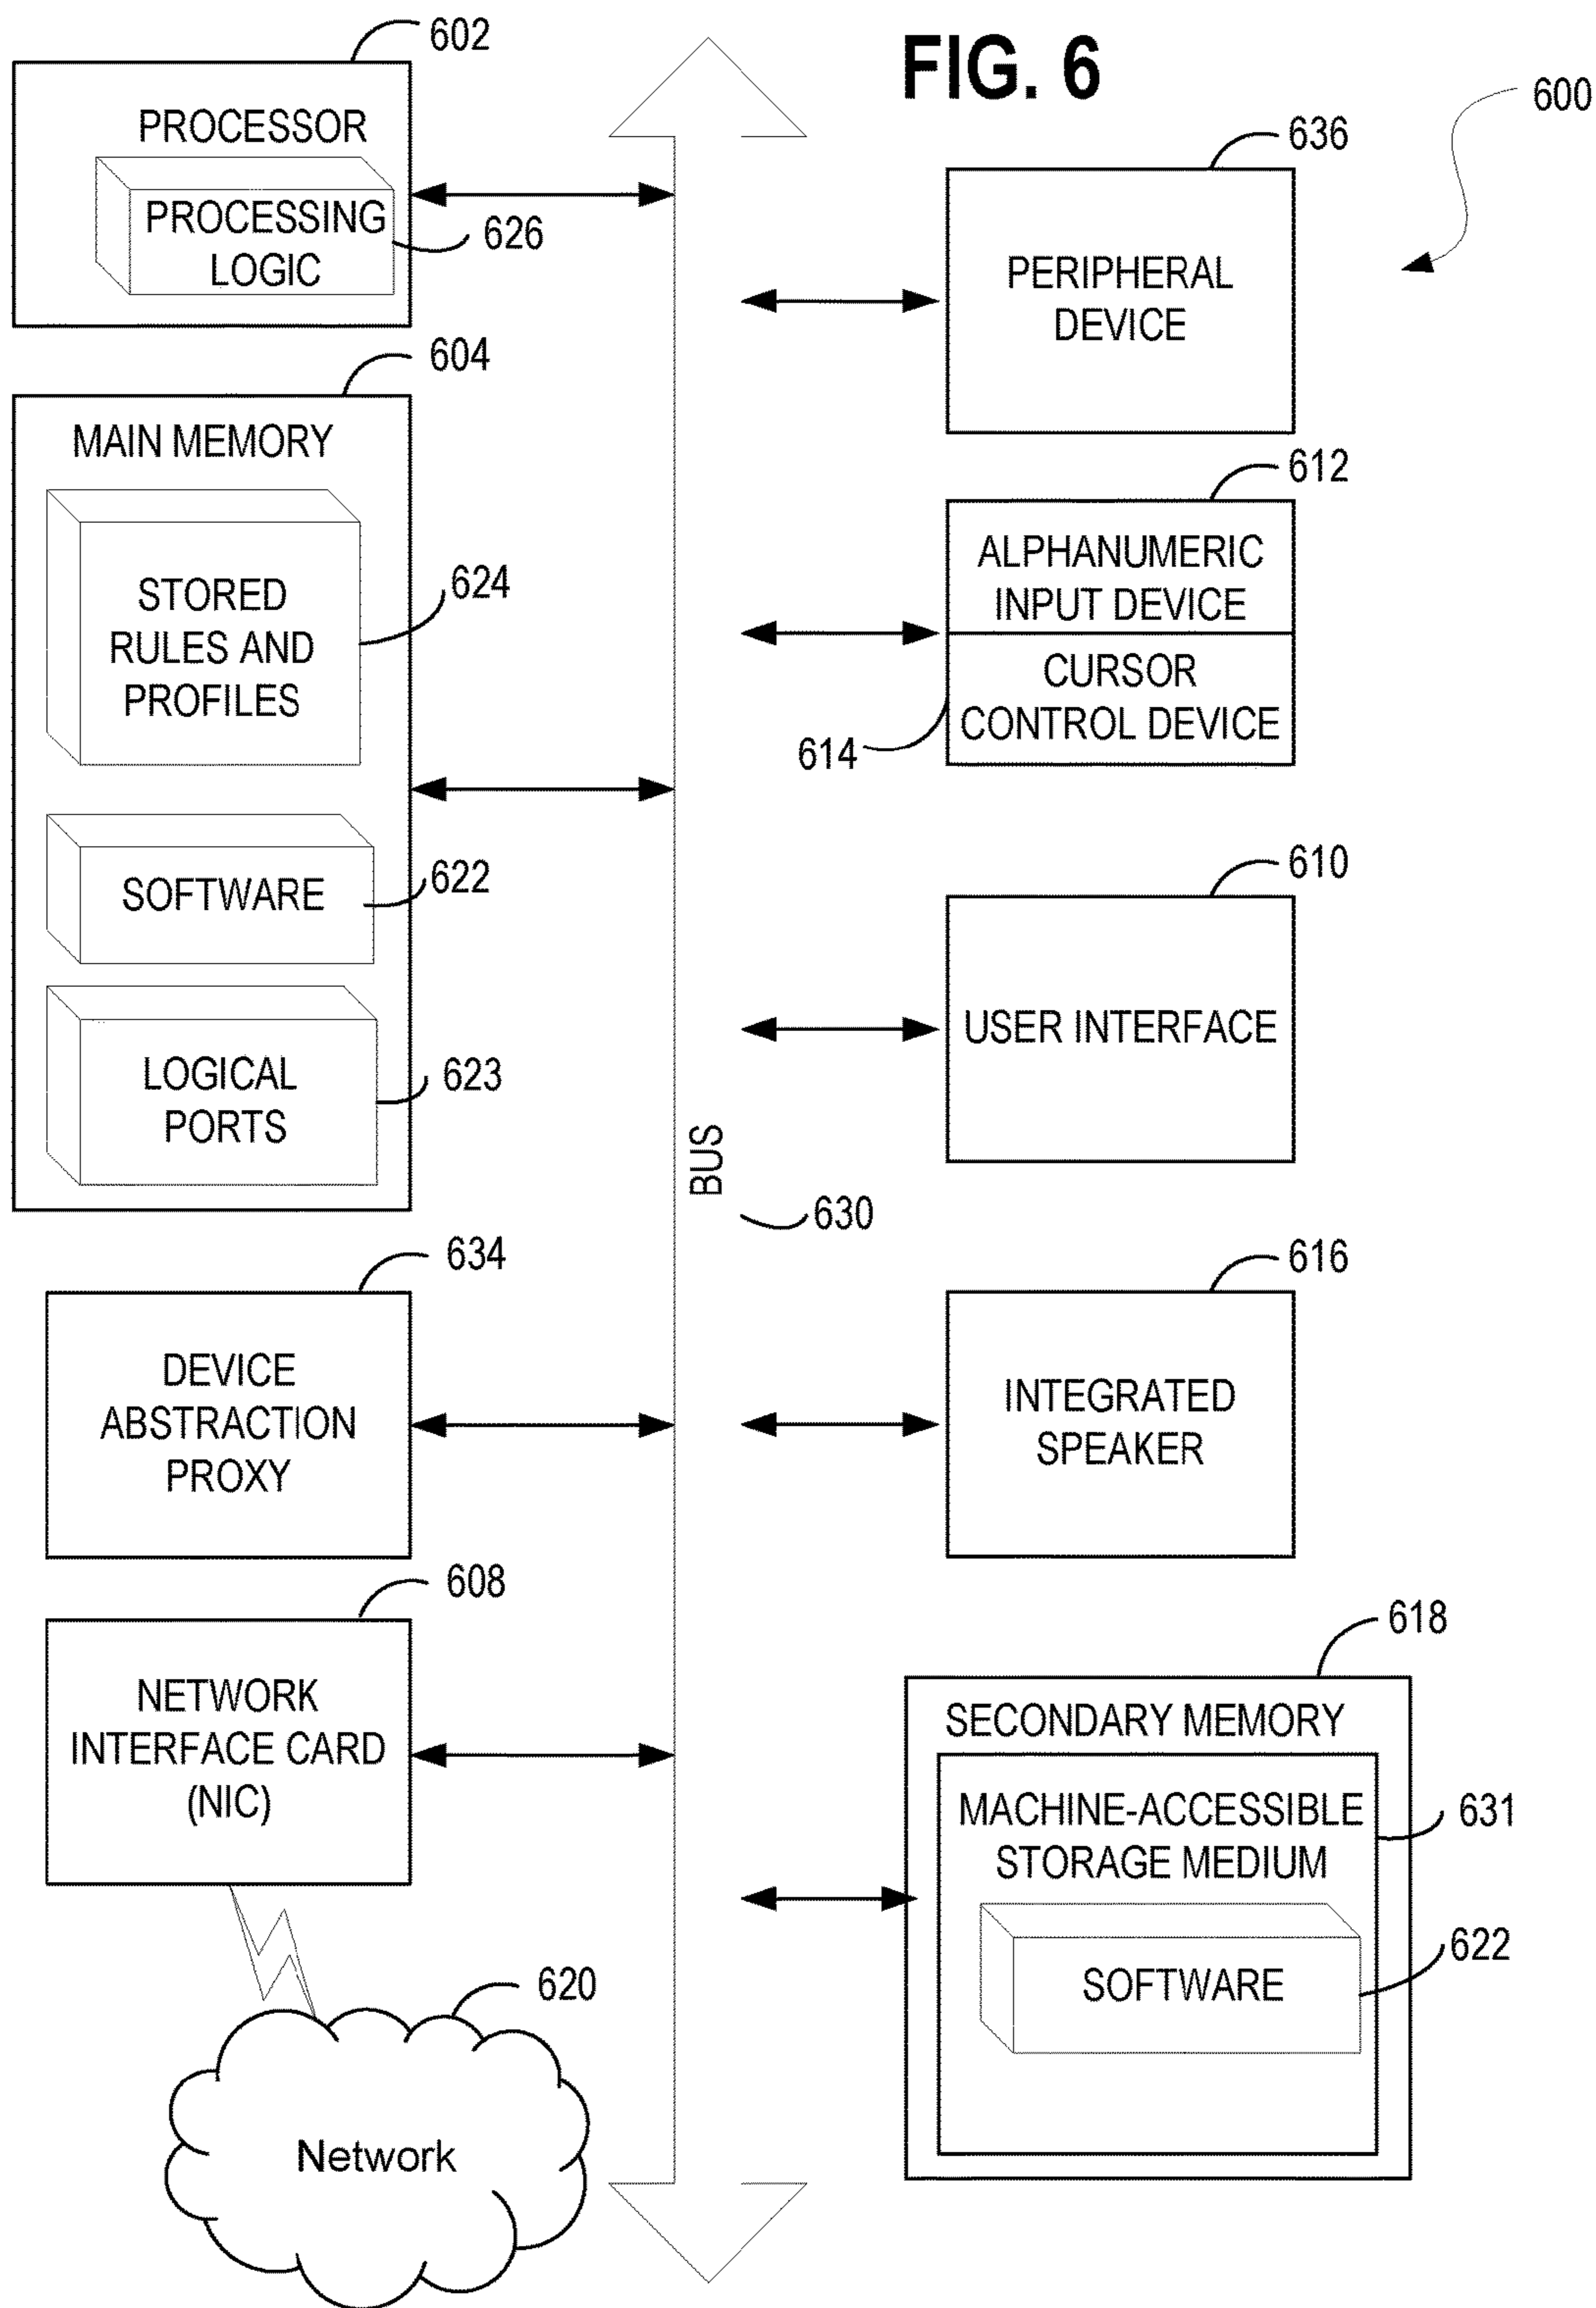 FIG. 6
600
602
PROCESSOR
PROCESSING
LOGIC
626
604
MAIN MEMORY
STORED
RULES AND
PROFILES
624
SOFTWARE
622
LOGICAL
PORTS
623
634
DEVICE
ABSTRACTION
PROXY
608
NETWORK
INTERFACE CARD
(NIC)
620
Network
BUS
630
636
PERIPHERAL
DEVICE
612
ALPHANUMERIC
INPUT DEVICE
CURSOR
CONTROL DEVICE
614
610
USER INTERFACE
616
INTEGRATED
SPEAKER
618
SECONDARY MEMORY
MACHINE-ACCESSIBLE
STORAGE MEDIUM
631
SOFTWARE
622